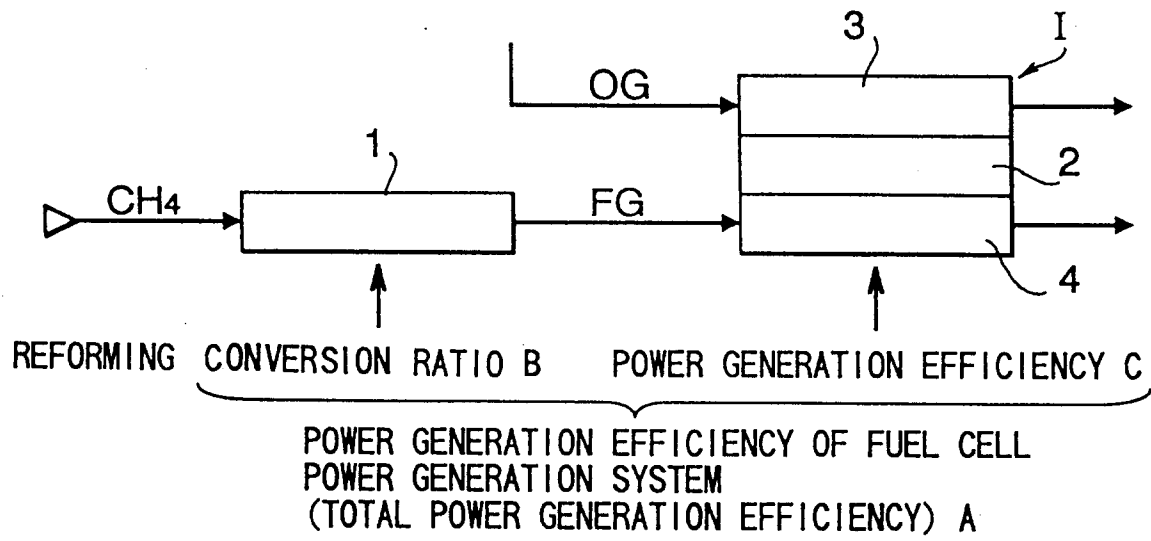 3
I
OG
1
2
CH4
FG
4
REFORMING CONVERSION RATIO B
POWER GENERATION EFFICIENCY C
POWER GENERATION EFFICIENCY OF FUEL CELL
POWER GENERATION SYSTEM
(TOTAL POWER GENERATION EFFICIENCY) A